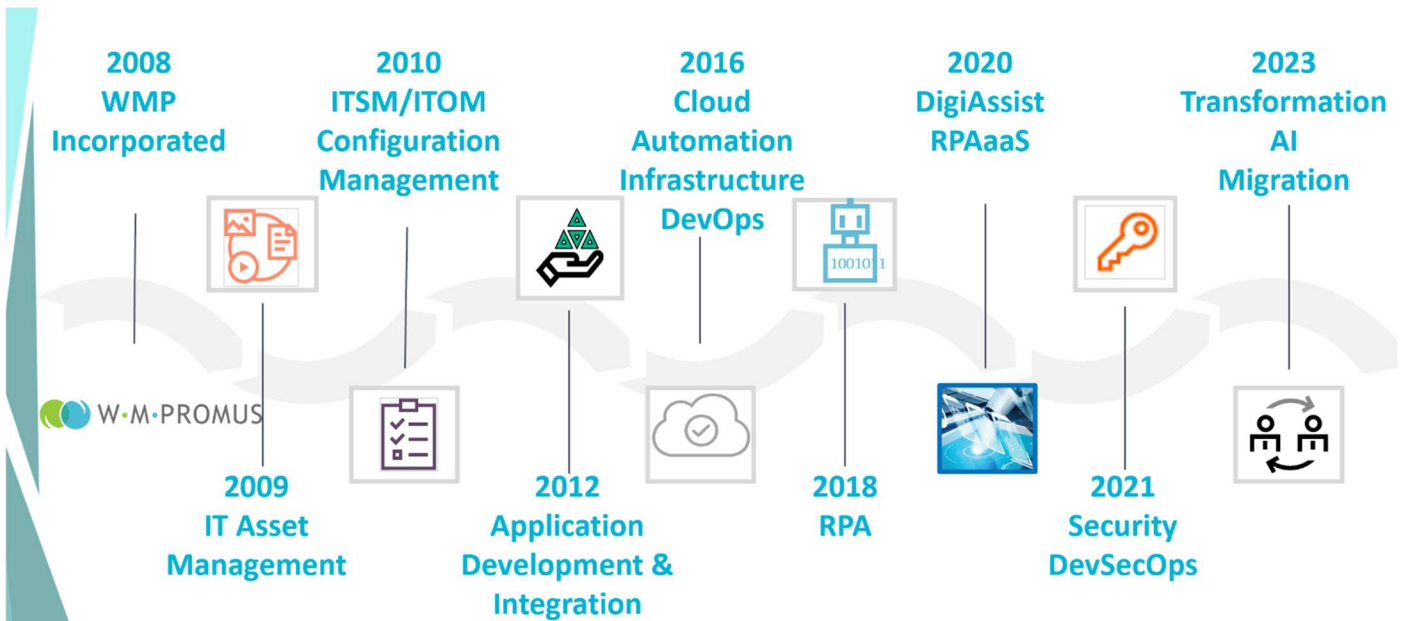 2008
WMP
Incorporated
2010
ITSM/ITOM
Configuration
Management
2016
Cloud
Automation
Infrastructure
DevOps
2020
DigiAssist
RPAaaS
2023
Transformation
AI
Migration
1001011
W·M·PROMUS
2009
IT Asset
Management
2012
Application
Development &
Integration
2018
RPA
2021
Security
DevSecOps